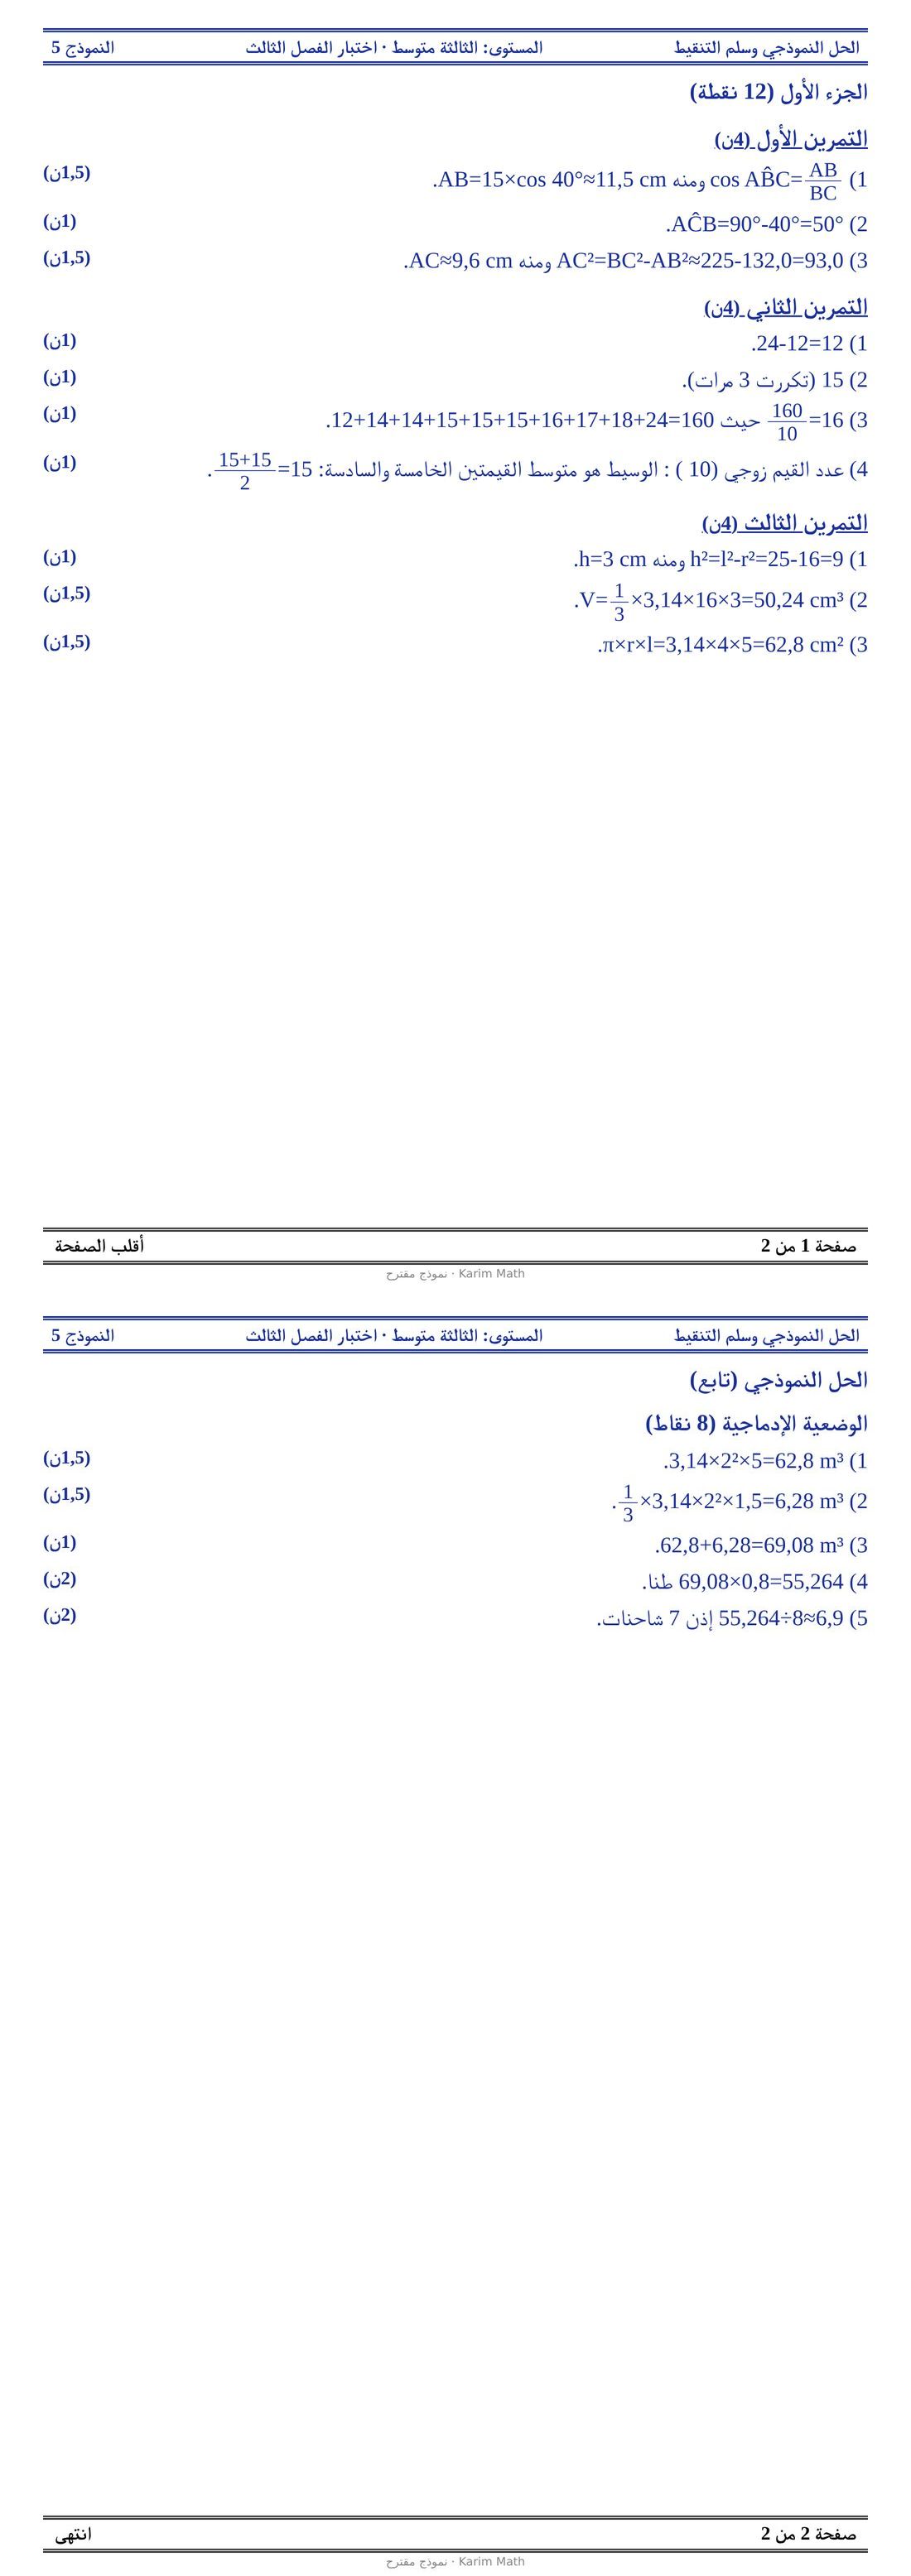 الحل النموذجي وسلم التنقيط المستوى: الثالثة متوسط · اختبار الفصل الثالث النموذج 5
الجزء الأول (12 نقطة)
التمرين الأول (4ن)
1) cos AB̂C=AB/BC ومنه AB=15×cos 40°≈11,5 cm. (1,5ن)
2) AĈB=90°-40°=50°. (1ن)
3) AC²=BC²-AB²≈225-132,0=93,0 ومنه AC≈9,6 cm. (1,5ن)
التمرين الثاني (4ن)
1) 24-12=12. (1ن)
2) 15 (تكررت 3 مرات). (1ن)
3) 160/10=16 حيث 12+14+14+15+15+15+16+17+18+24=160. (1ن)
4) عدد القيم زوجي (10 ) : الوسيط هو متوسط القيمتين الخامسة والسادسة: 15+15/2=15. (1ن)
التمرين الثالث (4ن)
1) h²=l²-r²=25-16=9 ومنه h=3 cm. (1ن)
2) V=1/3×3,14×16×3=50,24 cm³. (1,5ن)
3) π×r×l=3,14×4×5=62,8 cm². (1,5ن)
صفحة 1 من 2 أقلب الصفحة
Karim Math · نموذج مقترح
الحل النموذجي وسلم التنقيط المستوى: الثالثة متوسط · اختبار الفصل الثالث النموذج 5
الحل النموذجي (تابع)
الوضعية الإدماجية (8 نقاط)
1) 3,14×2²×5=62,8 m³. (1,5ن)
2) 1/3×3,14×2²×1,5=6,28 m³. (1,5ن)
3) 62,8+6,28=69,08 m³. (1ن)
4) 69,08×0,8=55,264 طنا. (2ن)
5) 55,264÷8≈6,9 إذن 7 شاحنات. (2ن)
صفحة 2 من 2 انتهى
Karim Math · نموذج مقترح